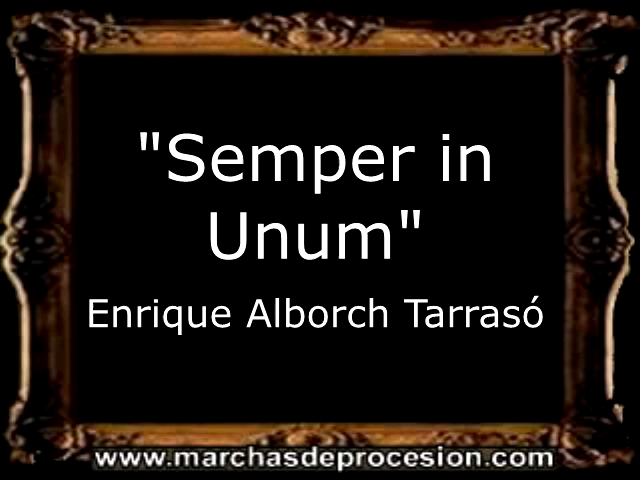 "Semper in
Unum"
Enrique Alborch Tarrasó
www.marchasdeprocesion.com